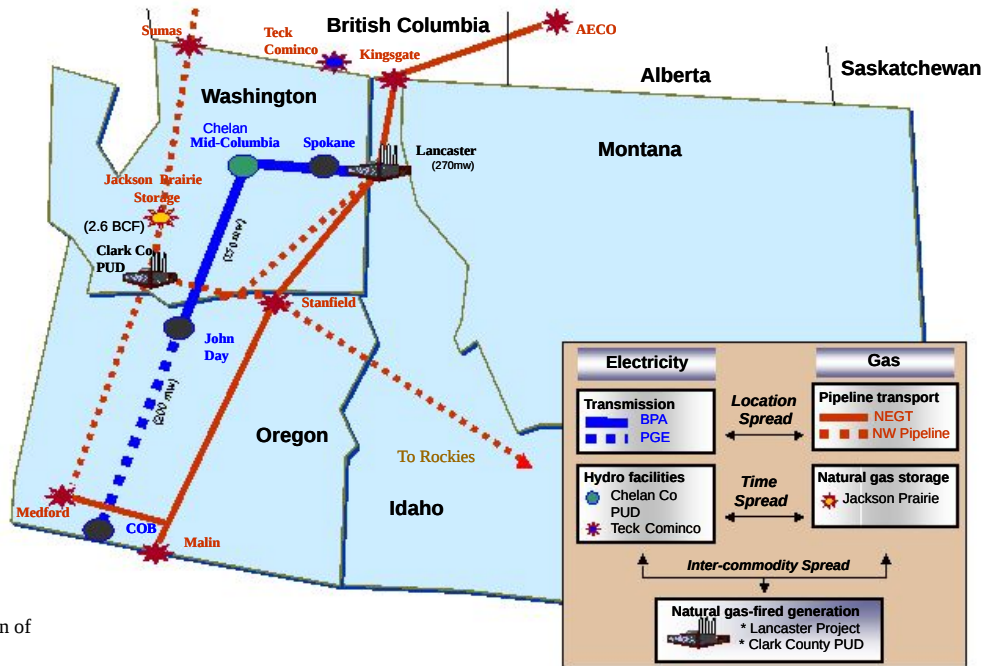 British Columbia
Sumas
Teck
Cominco
Kingsgate
AECO
Alberta
Saskatchewan
Washington
Chelan
Mid-Columbia
Spokane
Lancaster
(270mw)
Montana
Jackson Prairie
Storage
(2.6 BCF)
Clark Co
PUD
Stanfield
John
Day
(200 mw)
Oregon
To Rockies
Idaho
Medford
COB
Malin
n of
Electricity
Gas
Transmission
BPA
PGE
Location
Spread
Pipeline transport
NEGT
NW Pipeline
Hydro facilities
Chelan Co
PUD
Teck Cominco
Time
Spread
Natural gas storage
Jackson Prairie
Inter-commodity Spread
Natural gas-fired generation
* Lancaster Project
* Clark County PUD